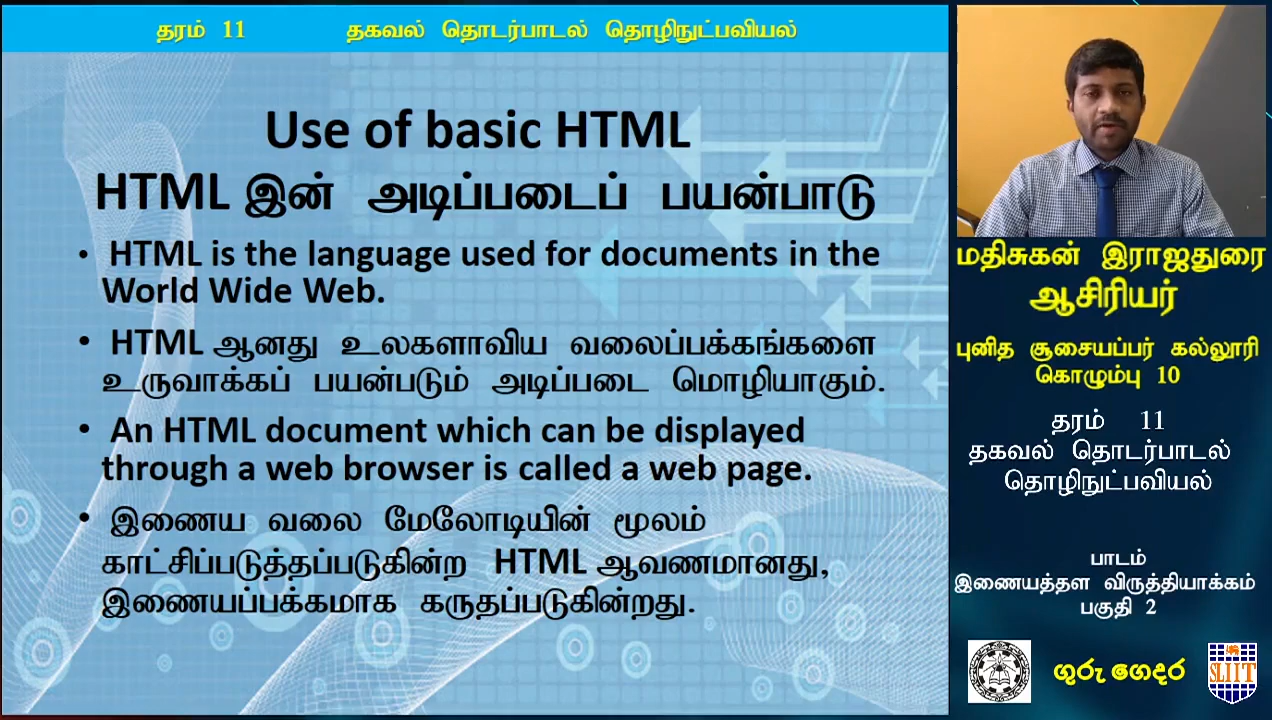 தரம் 11 தகவல் தொடர்பாடல் தொழிநுட்பவியல்
Use of basic HTML
HTML இன் அடிப்படைப் பயன்பாடு
• HTML is the language used for documents in the
World Wide Web.
• HTML ஆனது உலகளாவிய வலைப்பக்கங்களை
உருவாக்கப் பயன்படும் அடிப்படை மொழியாகும்.
• An HTML document which can be displayed
through a web browser is called a web page.
• இணைய வலை மேலோடியின் மூலம்
காட்சிப்படுத்தப்படுகின்ற HTML ஆவணமானது,
இணையப்பக்கமாக கருதப்படுகின்றது.
மதிசுகன் இராஜதுரை
ஆசிரியர்
புனித சூசையப்பர் கல்லூரி
கொழும்பு 10
தரம் 11
தகவல் தொடர்பாடல்
தொழிநுட்பவியல்
பாடம்
இணையத்தள விருத்தியாக்கம்
பகுதி 2
ගුරු ගෙදර
SLIIT